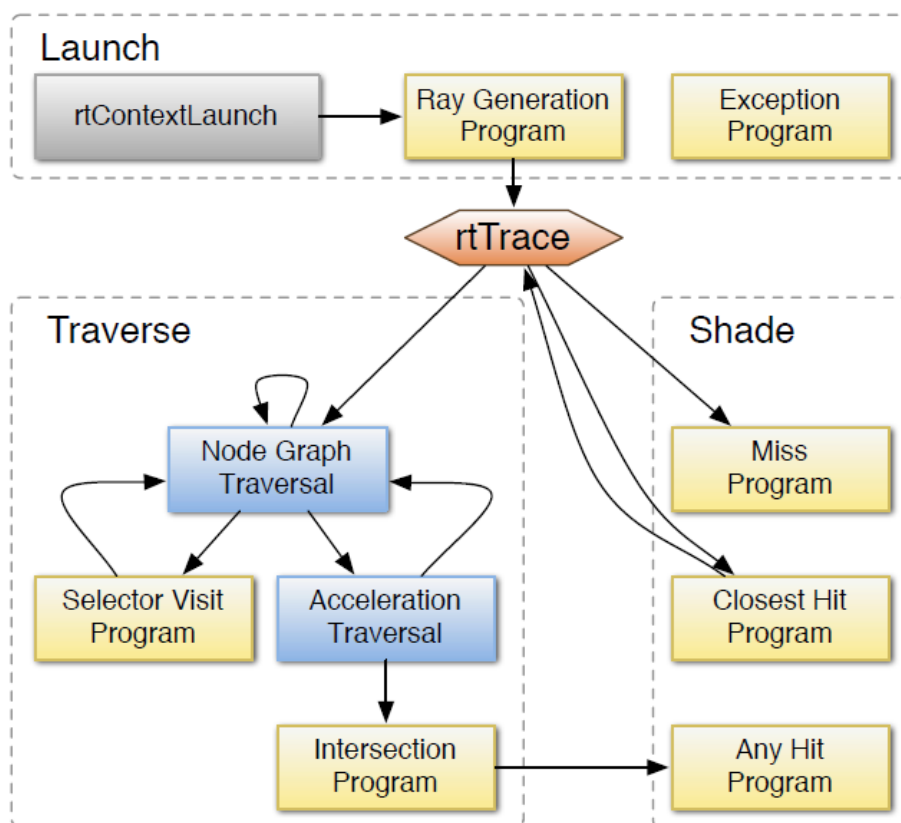 Launch
rtContextLaunch
Ray Generation
Program
Exception
Program
rtTrace
Traverse
Shade
Node Graph
Traversal
Miss
Program
Selector Visit
Program
Acceleration
Traversal
Closest Hit
Program
Intersection
Program
Any Hit
Program